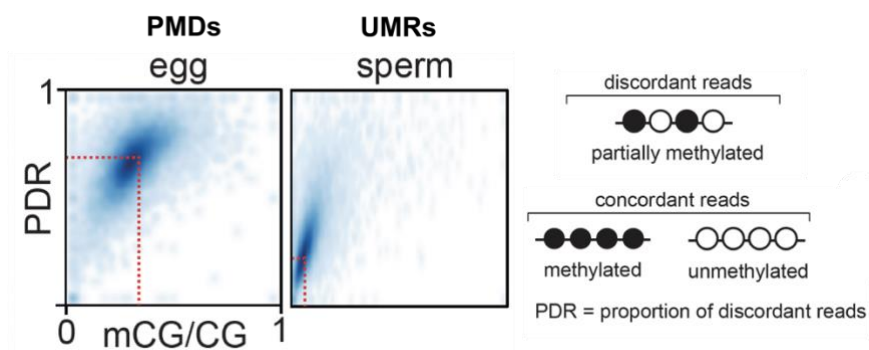 PMDs
egg
UMRs
sperm
1
PDR
0
mCG/CG
1
discordant reads
partially methylated
concordant reads
methylated
unmethylated
PDR = proportion of discordant reads